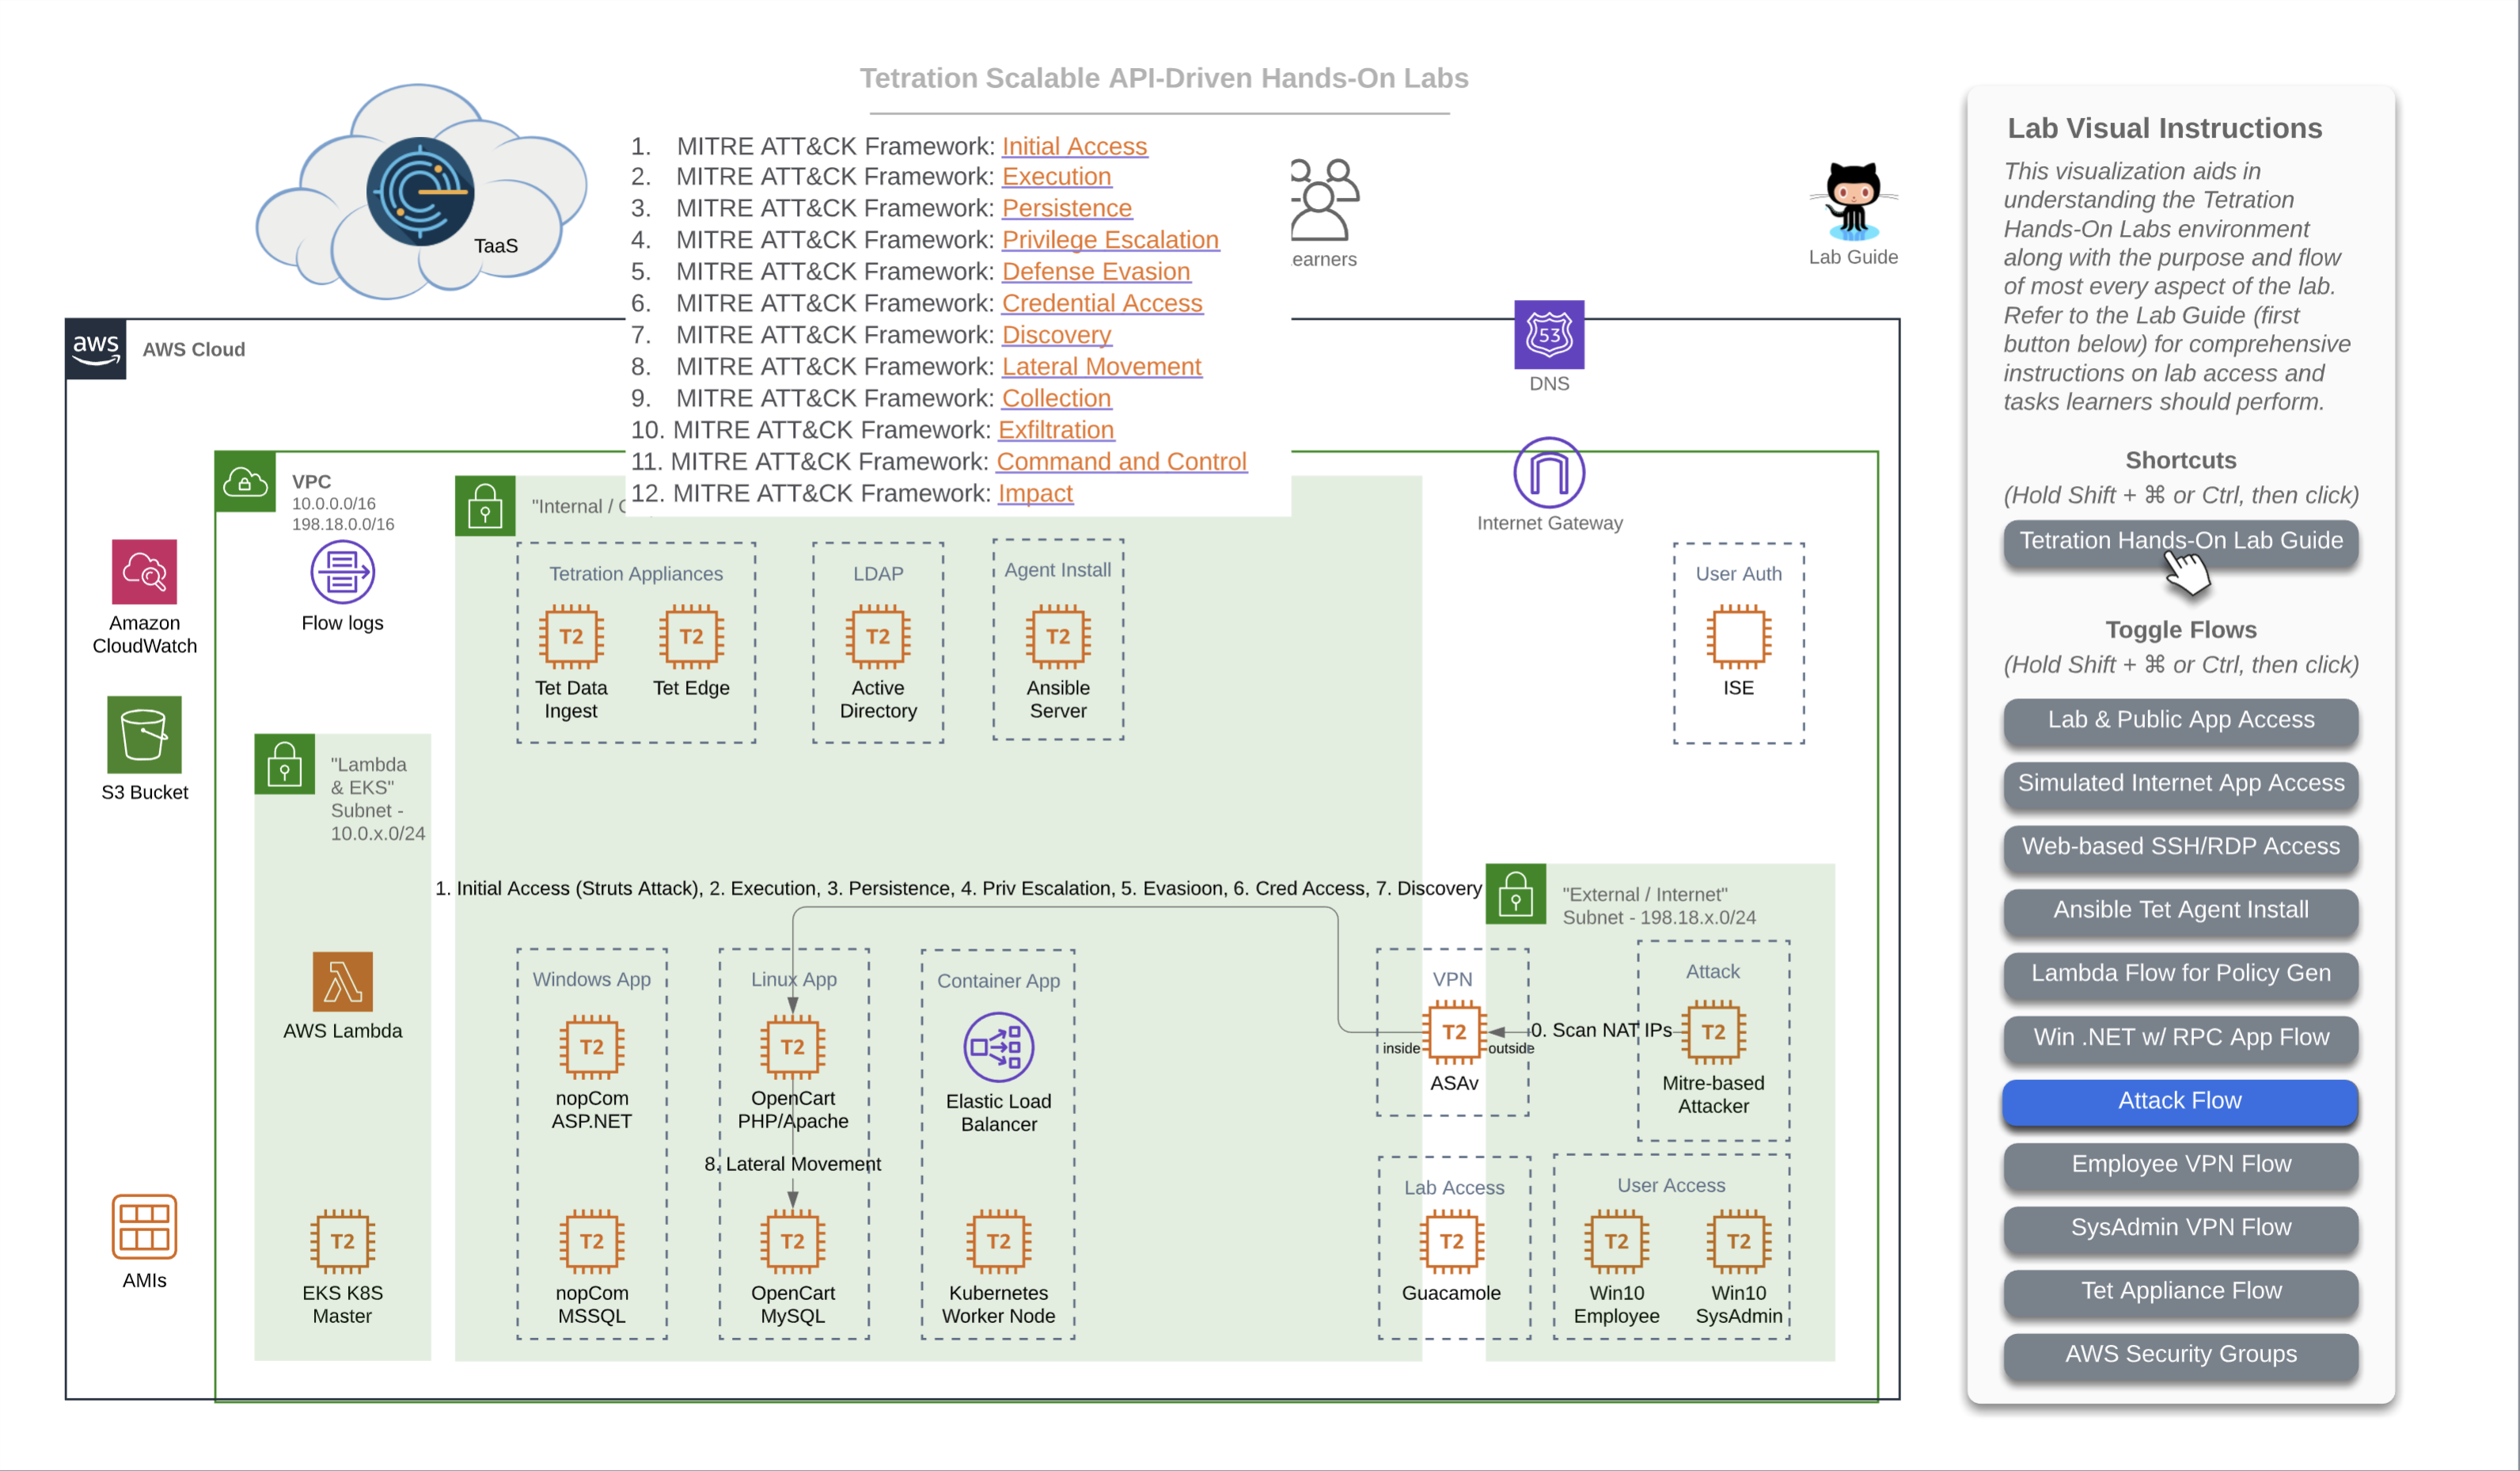 Tetration Scalable API-Driven Hands-On Labs
1. MITRE ATT&CK Framework: Initial Access
2. MITRE ATT&CK Framework: Execution
3. MITRE ATT&CK Framework: Persistence
4. MITRE ATT&CK Framework: Privilege Escalation
5. MITRE ATT&CK Framework: Defense Evasion
6. MITRE ATT&CK Framework: Credential Access
7. MITRE ATT&CK Framework: Discovery
8. MITRE ATT&CK Framework: Lateral Movement
9. MITRE ATT&CK Framework: Collection
10. MITRE ATT&CK Framework: Exfiltration
11. MITRE ATT&CK Framework: Command and Control
12. MITRE ATT&CK Framework: Impact
TaaS
earners
Lab Guide
aws
AWS Cloud
53
DNS
Internet Gateway
VPC
10.0.0.0/16
198.18.0.0/16
Flow logs
"Internal /
Amazon
CloudWatch
S3 Bucket
AMIs
"Lambda
& EKS"
Subnet -
10.0.x.0/24
AWS Lambda
T2
EKS K8S
Master
Tetration Appliances
T2
Tet Data
Ingest
T2
Tet Edge
LDAP
T2
Active
Directory
Agent Install
T2
Ansible
Server
User Auth
ISE
1. Initial Access (Struts Attack), 2. Execution, 3. Persistence, 4. Priv Escalation, 5. Evasioon, 6. Cred Access, 7. Discovery
"External / Internet"
Subnet - 198.18.x.0/24
Windows App
T2
nopCom
ASP.NET
T2
nopCom
MSSQL
Linux App
T2
OpenCart
PHP/Apache
8. Lateral Movement
T2
OpenCart
MySQL
Container App
Elastic Load
Balancer
T2
Kubernetes
Worker Node
VPN
T2
inside
outside
ASAv
0. Scan NAT IPs
Attack
T2
Mitre-based
Attacker
Lab Access
T2
Guacamole
User Access
T2
Win10
Employee
T2
Win10
SysAdmin
Lab Visual Instructions
This visualization aids in
understanding the Tetration
Hands-On Labs environment
along with the purpose and flow
of most every aspect of the lab.
Refer to the Lab Guide (first
button below) for comprehensive
instructions on lab access and
tasks learners should perform.
Shortcuts
(Hold Shift + ⌘ or Ctrl, then click)
Tetration Hands-On Lab Guide
Toggle Flows
(Hold Shift + ⌘ or Ctrl, then click)
Lab & Public App Access
Simulated Internet App Access
Web-based SSH/RDP Access
Ansible Tet Agent Install
Lambda Flow for Policy Gen
Win .NET w/ RPC App Flow
Attack Flow
Employee VPN Flow
SysAdmin VPN Flow
Tet Appliance Flow
AWS Security Groups